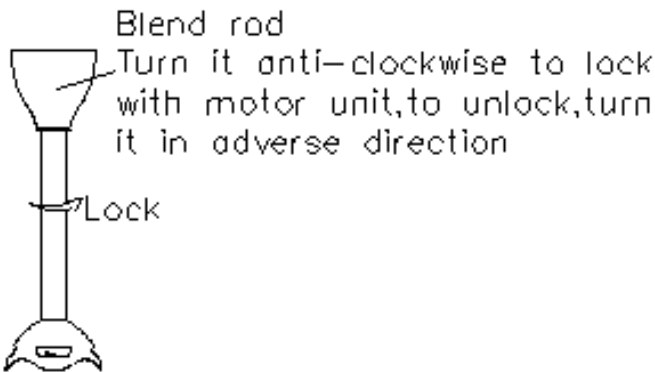 Blend rod
Turn it anti-clockwise to lock
with motor unit,to unlock,turn
it in adverse direction
Lock